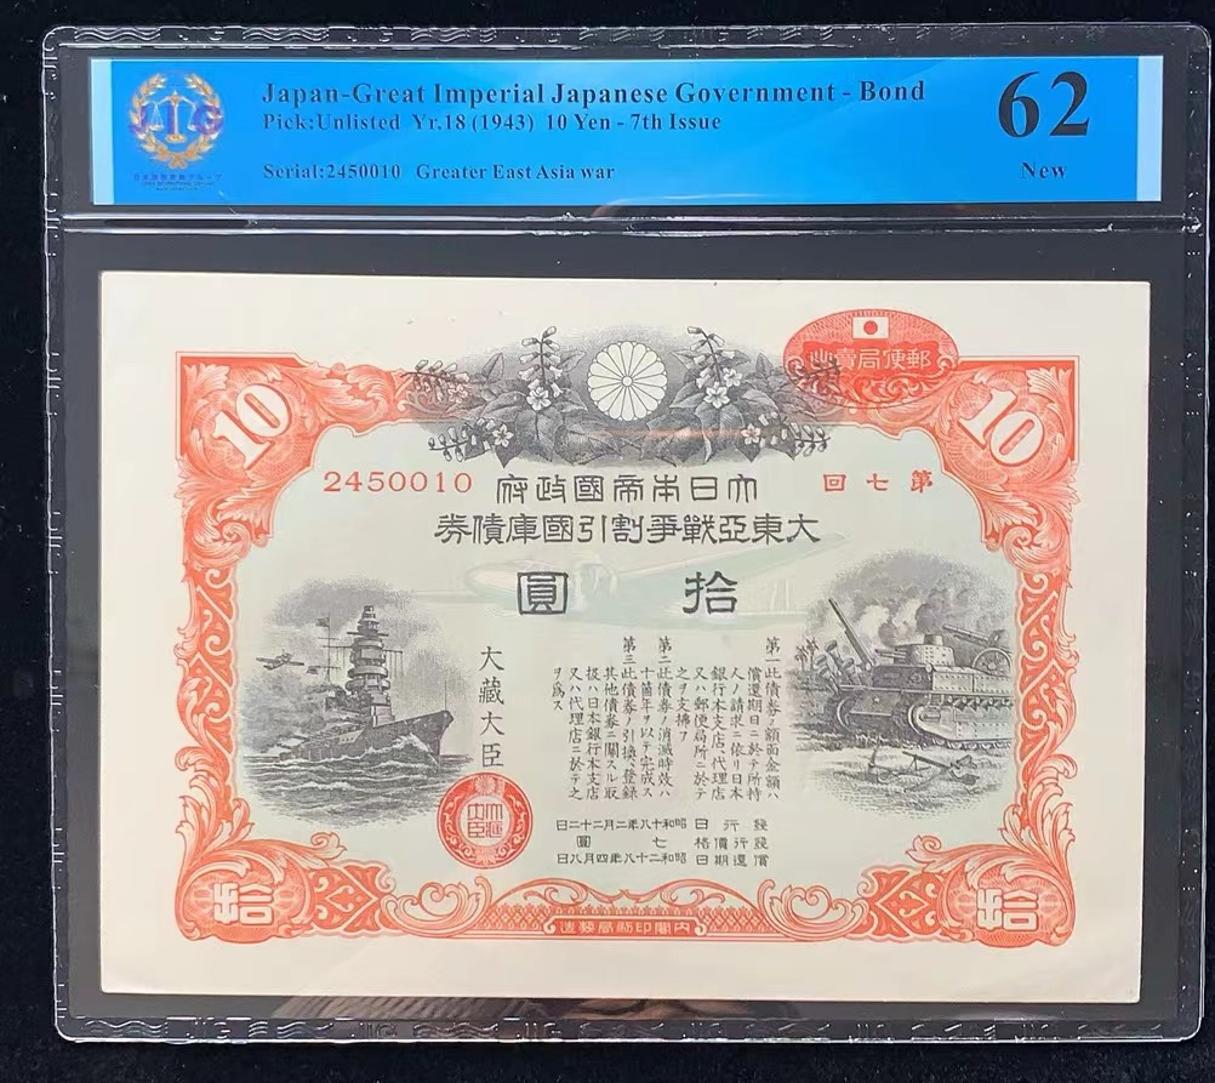 Japan-Great Imperial Japanese Government - Bond
Pick:Unlisted Yr.18 (1943) 10 Yen - 7th Issue
Serial:2450010 Greater East Asia war
62
New
JIG
郵便局賣出
10
10
2450010
府政國帝本日大
回七第
券債庫國引割爭戰亞東大
圓 拾
第一此債券ノ額面金額ハ
償還期日ニ於テ所持
人ノ請求ニ依リ日本
銀行本支店、代理店
又ハ郵便局所ニ於テ
之ヲ支拂フ
第二此債券ノ消滅時效ハ
十箇年ヲ以テ完成ス
第三此債券ノ引換、登錄
其他債券ニ關スル取
扱ハ日本銀行本支店
又ハ代理店ニ於テ之
ヲ爲ス
大藏大臣
大藏大臣
日二十二月二年八十和昭 日行發
圓七 格價行發
日八月四年八十二和昭 日期還償
拾
拾
造製局刷印閣內